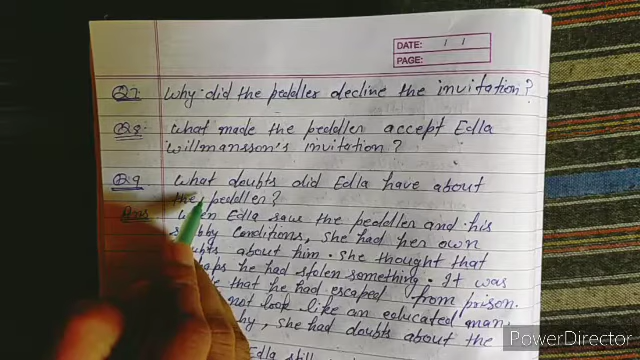 DATE: / /
PAGE:
Q7. Why did the peddler decline the invitation?
Q8. What made the peddler accept Edla
Willmansson's invitation?
Q9 What doubts did Edla have about
the peddler?
Ans When Edla saw the peddler and his
conditions, she had her own
about him. She thought that
he had stolen something. It was
that he had escaped from prison.
not look like an educated man.
she had doubts about the
Edla still
PowerDirector